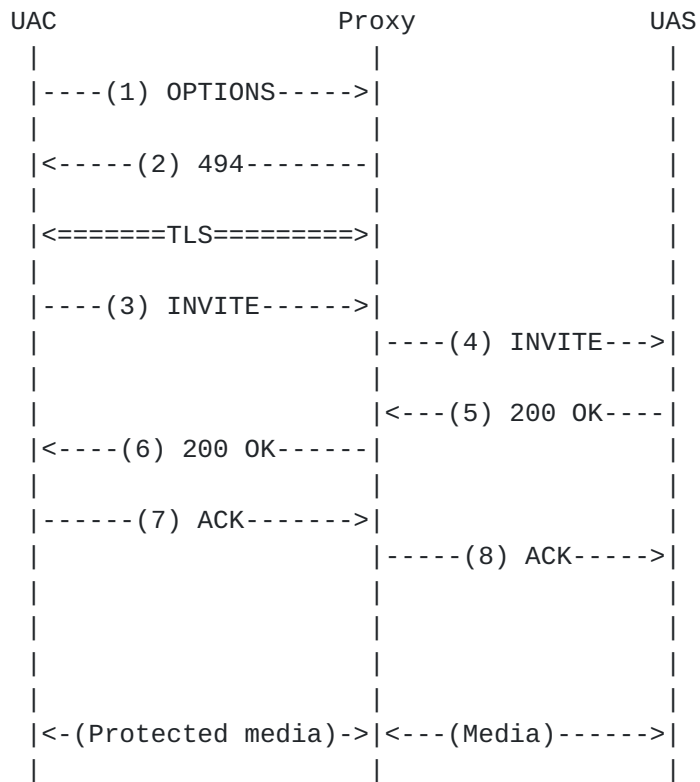 UAC                 Proxy               UAS
 |                    |                  |
 |----(1) OPTIONS----->|                  |
 |                    |                  |
 |<-----(2) 494--------|                  |
 |                    |                  |
 |<=======TLS=========>|                  |
 |                    |                  |
 |----(3) INVITE------>|                  |
 |                    |----(4) INVITE--->|
 |                    |                  |
 |                    |<---(5) 200 OK----|
 |<----(6) 200 OK------|                  |
 |                    |                  |
 |------(7) ACK------->|                  |
 |                    |-----(8) ACK----->|
 |                    |                  |
 |                    |                  |
 |                    |                  |
 |                    |                  |
 |<-(Protected media)->|<---(Media)------>|
 |                    |                  |